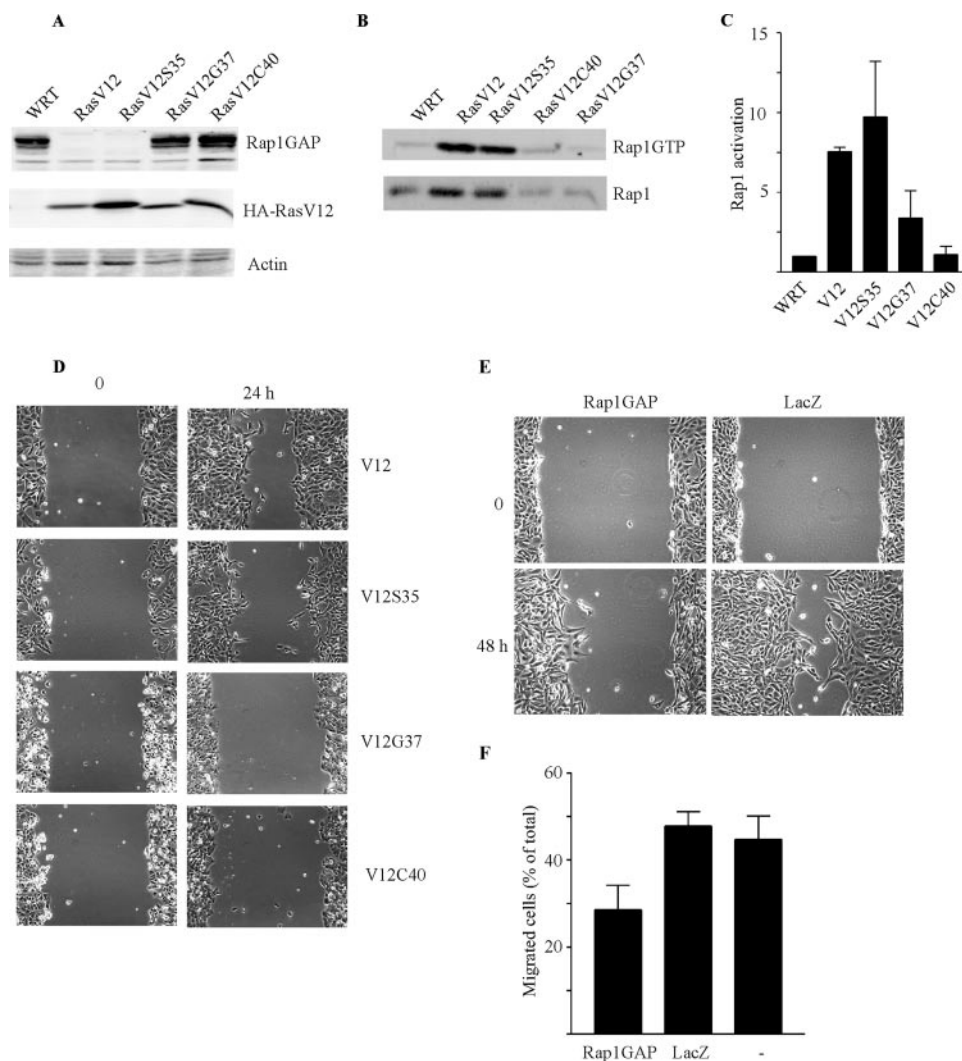 A
WRT
RasV12
RasV12S35
RasV12G37
RasV12C40
Rap1GAP
HA-RasV12
Actin
B
WRT
RasV12
RasV12S35
RasV12C40
RasV12G37
Rap1GTP
Rap1
C
15
10
5
Rap1 activation
WRT
V12
V12S35
V12G37
V12C40
D
0
24 h
V12
V12S35
V12G37
V12C40
E
Rap1GAP
LacZ
0
48 h
F
60
40
20
Migrated cells (% of total)
Rap1GAP
LacZ
-